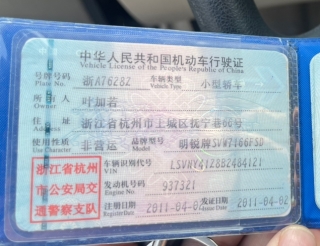 中华人民共和国机动车行驶证
Vehicle License of the People's Republic of China
号牌号码 浙A7628Z 车辆类型 小型轿车
Plate No. Vehicle Type
所有人 叶加若
Owner
住址 浙江省杭州市上城区抚宁巷66号
Address
使用性质 非营运 品牌型号 明锐牌SVW7166FSD
Use Character Model
浙江省杭州
市公安局交
通警察支队
车辆识别代号 LSVNY41Z882484121
VIN
发动机号码 937321
Engine No.
注册日期 2011-04-02 发证日期 2011-04-02
Register Date Issue Date